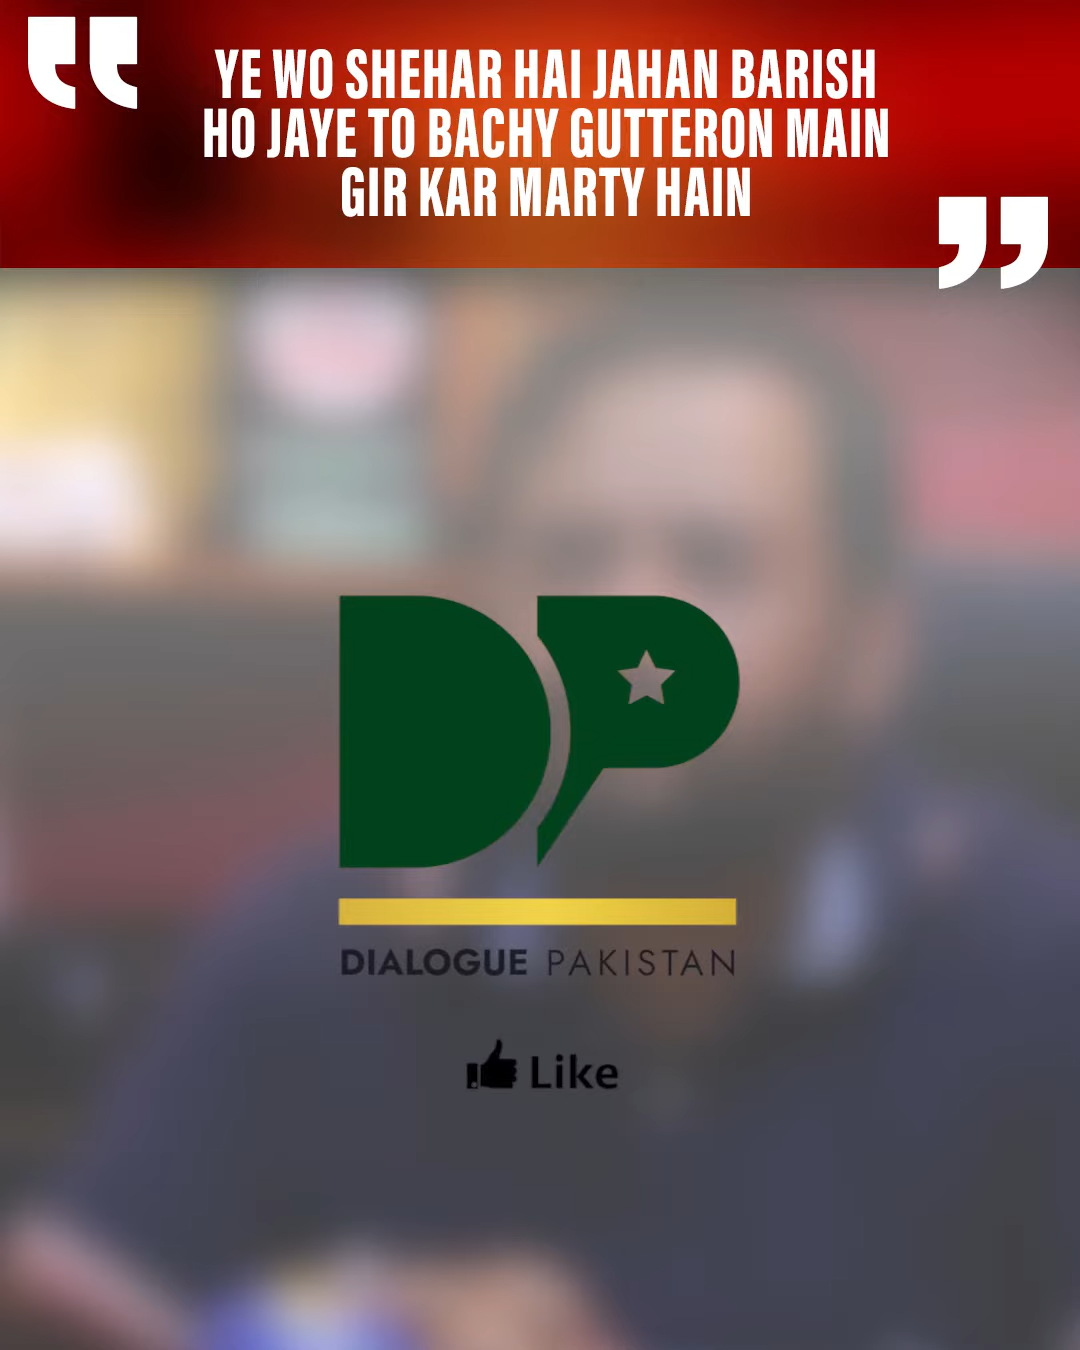 YE WO SHEHAR HAI JAHAN BARISH
HO JAYE TO BACHY GUTTERON MAIN
GIR KAR MARTY HAIN
DP
DIALOGUE PAKISTAN
Like